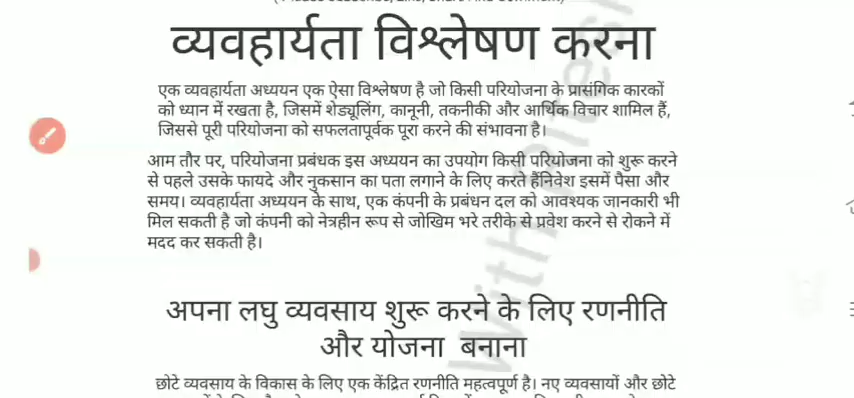 व्यवहार्यता विश्लेषण करना
एक व्यवहार्यता अध्ययन एक ऐसा विश्लेषण है जो किसी परियोजना के प्रासंगिक कारकों
को ध्यान में रखता है, जिसमें शेड्यूलिंग, कानूनी, तकनीकी और आर्थिक विचार शामिल हैं,
जिससे पूरी परियोजना को सफलतापूर्वक पूरा करने की संभावना है।
आम तौर पर, परियोजना प्रबंधक इस अध्ययन का उपयोग किसी परियोजना को शुरू करने
से पहले उसके फायदे और नुकसान का पता लगाने के लिए करते हैंनिवेश इसमें पैसा और
समय। व्यवहार्यता अध्ययन के साथ, एक कंपनी के प्रबंधन दल को आवश्यक जानकारी भी
मिल सकती है जो कंपनी को नेत्रहीन रूप से जोखिम भरे तरीके से प्रवेश करने से रोकने में
मदद कर सकती है।
With
अपना लघु व्यवसाय शुरू करने के लिए रणनीति
और योजना बनाना
छोटे व्यवसाय के विकास के लिए एक केंद्रित रणनीति महत्वपूर्ण है। नए व्यवसायों और छोटे